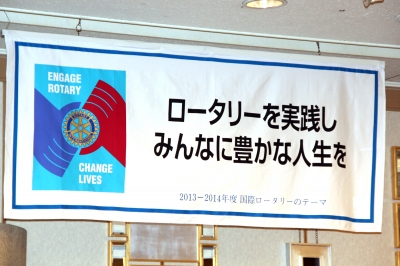 ENGAGE
ROTARY
CHANGE
LIVES
ロータリーを実践し
みんなに豊かな人生を
2013－2014年度 国際ロータリーのテーマ